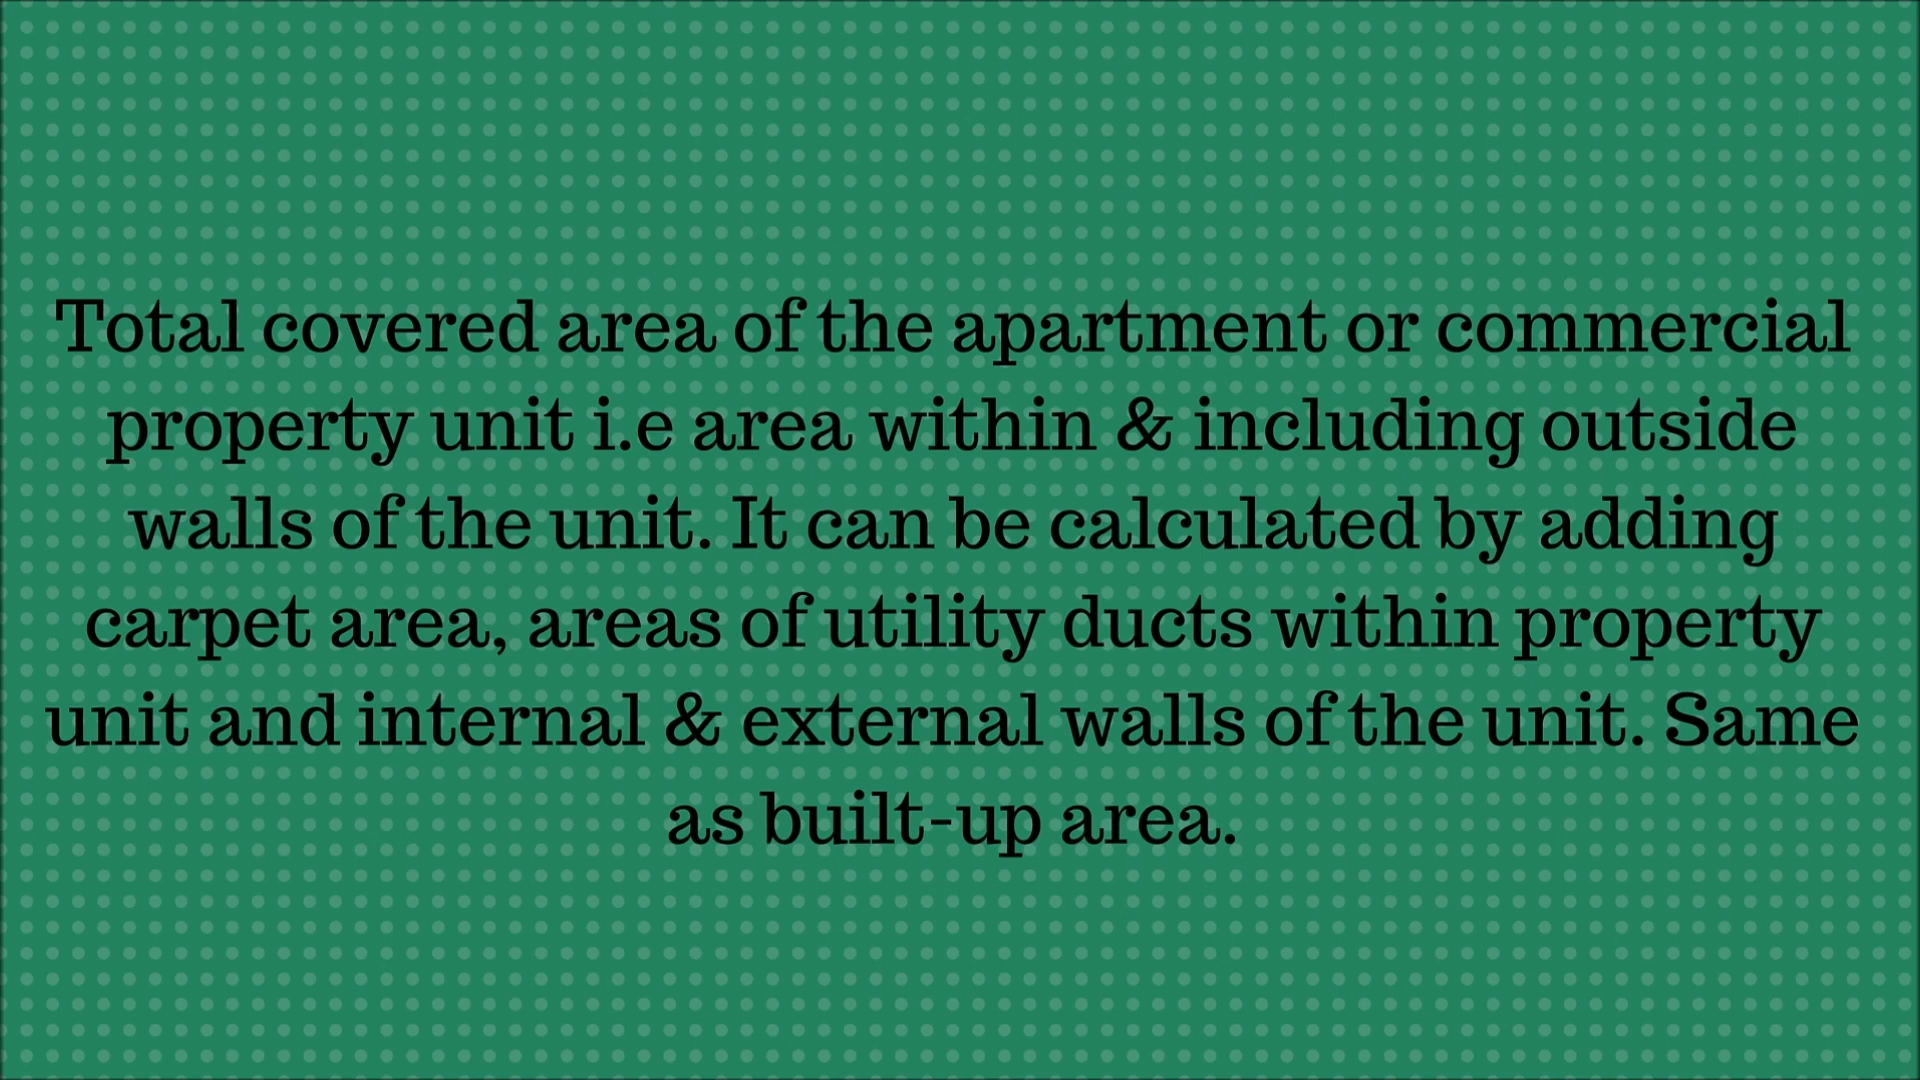 Total covered area of the apartment or commercial
property unit i.e area within & including outside
walls of the unit. It can be calculated by adding
carpet area, areas of utility ducts within property
unit and internal & external walls of the unit. Same
as built-up area.